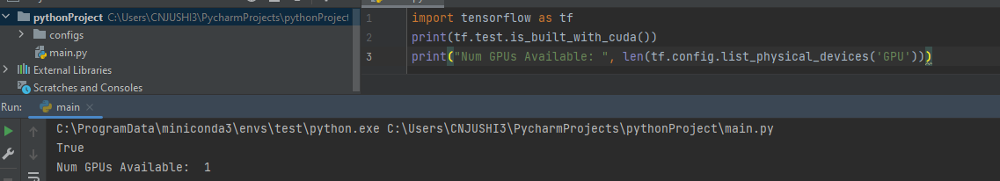 pythonProject C:\Users\CNJUSHI3\PycharmProjects\pythonProject
configs
main.py
External Libraries
Scratches and Consoles
1 import tensorflow as tf
2 print(tf.test.is_built_with_cuda())
3 print("Num GPUs Available: ", len(tf.config.list_physical_devices('GPU')))
Run: main
C:\ProgramData\miniconda3\envs\test\python.exe C:\Users\CNJUSHI3\PycharmProjects\pythonProject\main.py
True
Num GPUs Available:  1